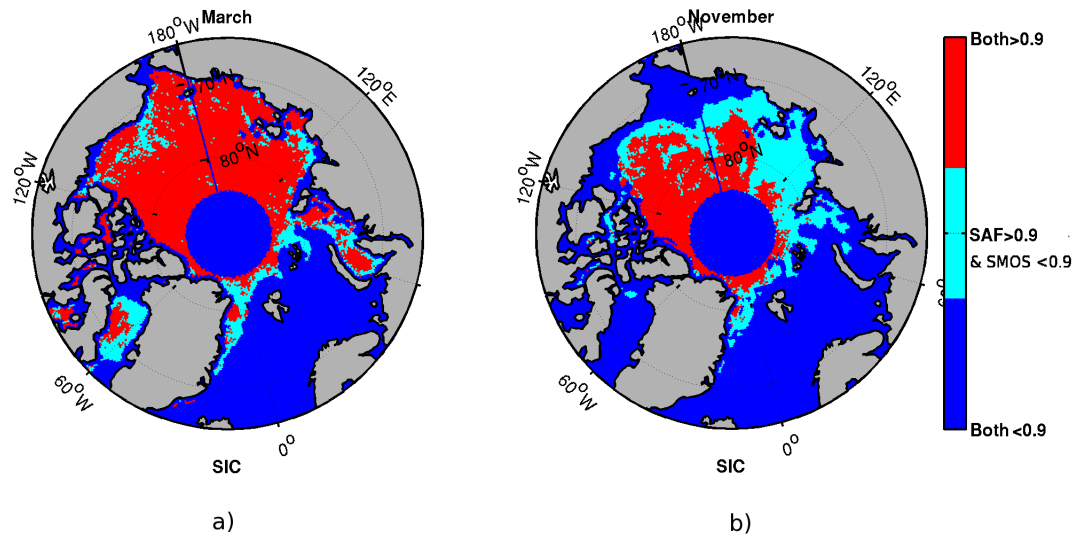 March
180°W
70°N
120°E
80°N
120°W
60°W
0°
SIC
a)
November
180°W
70°N
120°E
80°N
120°W
60°W
0°
SIC
b)
Both>0.9
SAF>0.9
& SMOS <0.9
Both<0.9